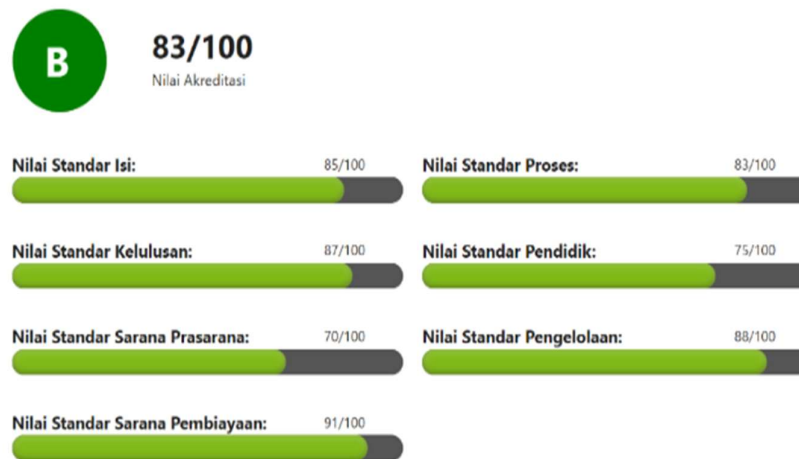 B
83/100
Nilai Akreditasi
Nilai Standar Isi: 85/100
Nilai Standar Proses: 83/100
Nilai Standar Kelulusan: 87/100
Nilai Standar Pendidik: 75/100
Nilai Standar Sarana Prasarana: 70/100
Nilai Standar Pengelolaan: 88/100
Nilai Standar Sarana Pembiayaan: 91/100